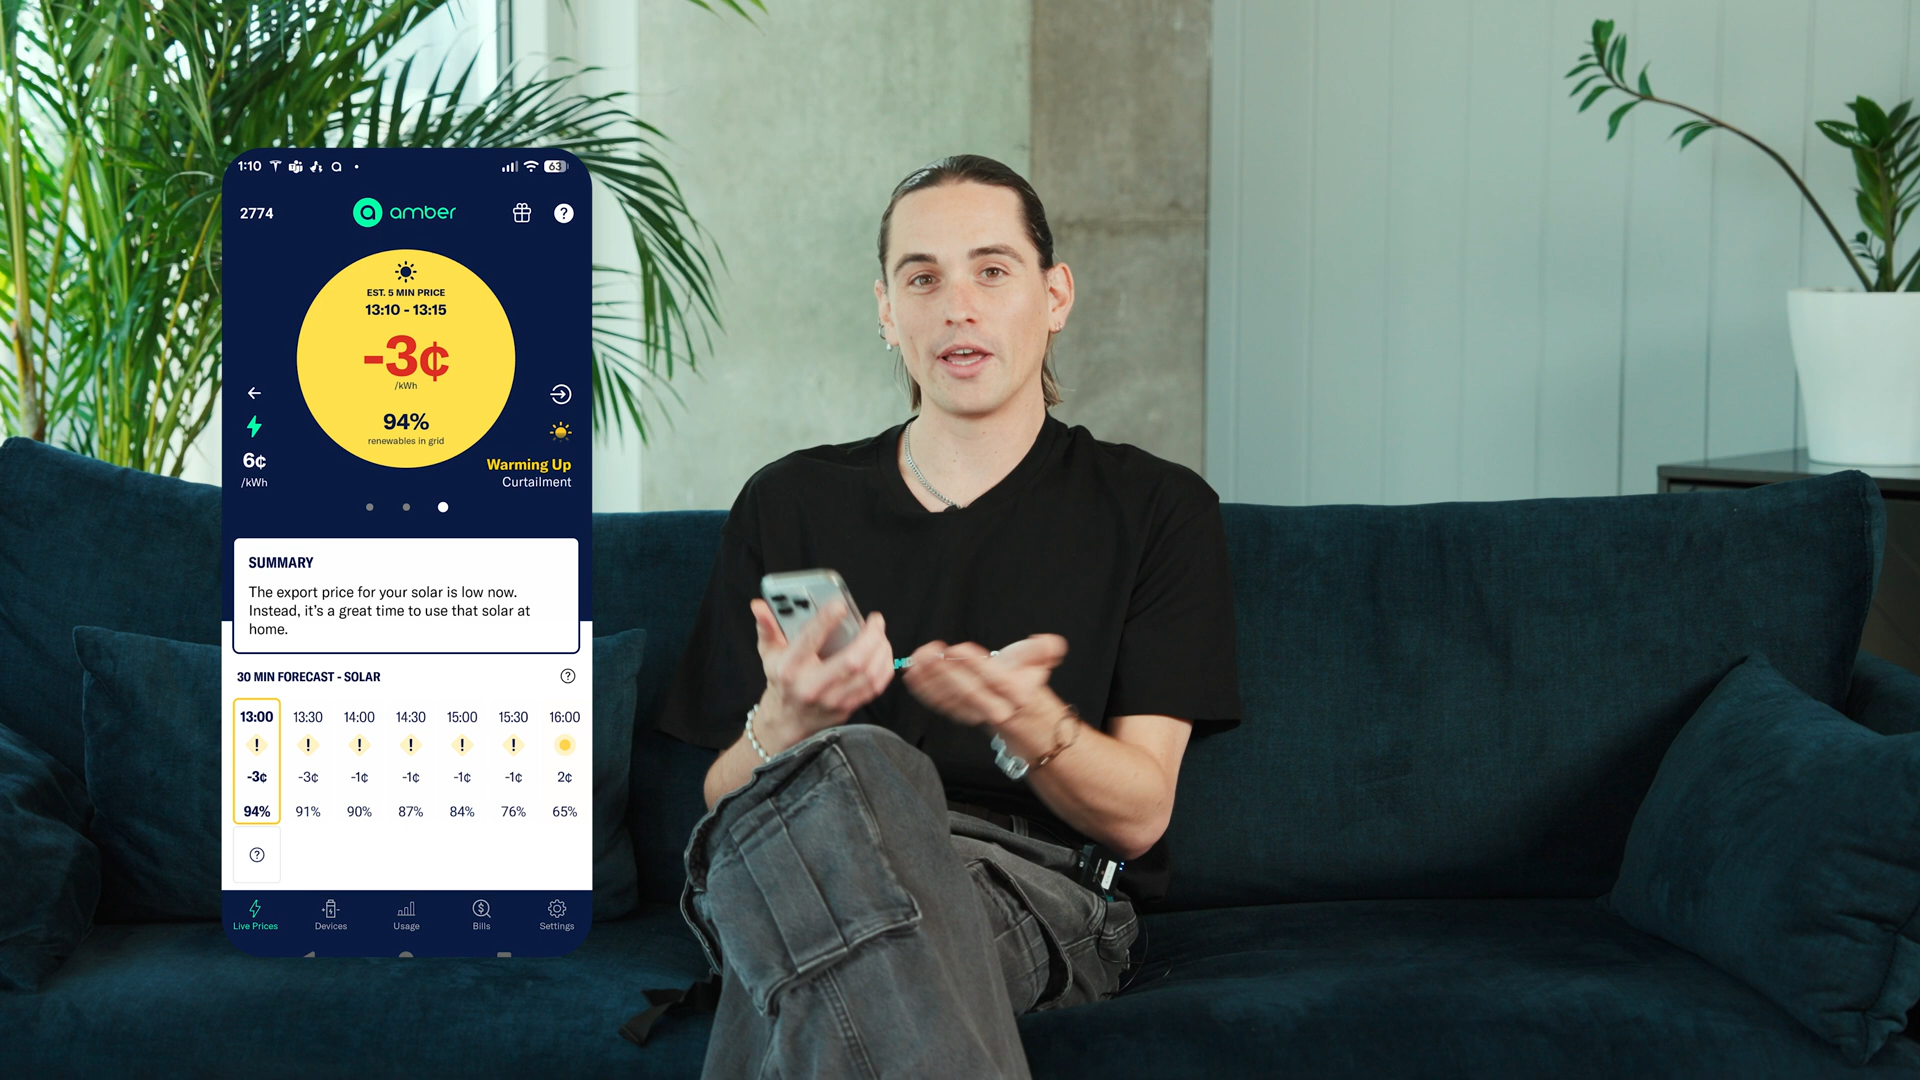 1:10
63
2774
amber
EST. 5 MIN PRICE
13:10 - 13:15
-3¢
/kWh
94%
renewables in grid
6¢
/kWh
Warming Up
Curtailment
SUMMARY
The export price for your solar is low now.
Instead, it's a great time to use that solar at
home.
30 MIN FORECAST - SOLAR
13:00 13:30 14:00 14:30 15:00 15:30 16:00
! ! ! ! ! !
-3¢ -3¢ -1¢ -1¢ -1¢ -1¢ 2¢
94% 91% 90% 87% 84% 76% 65%
Live Prices Devices Usage Bills Settings